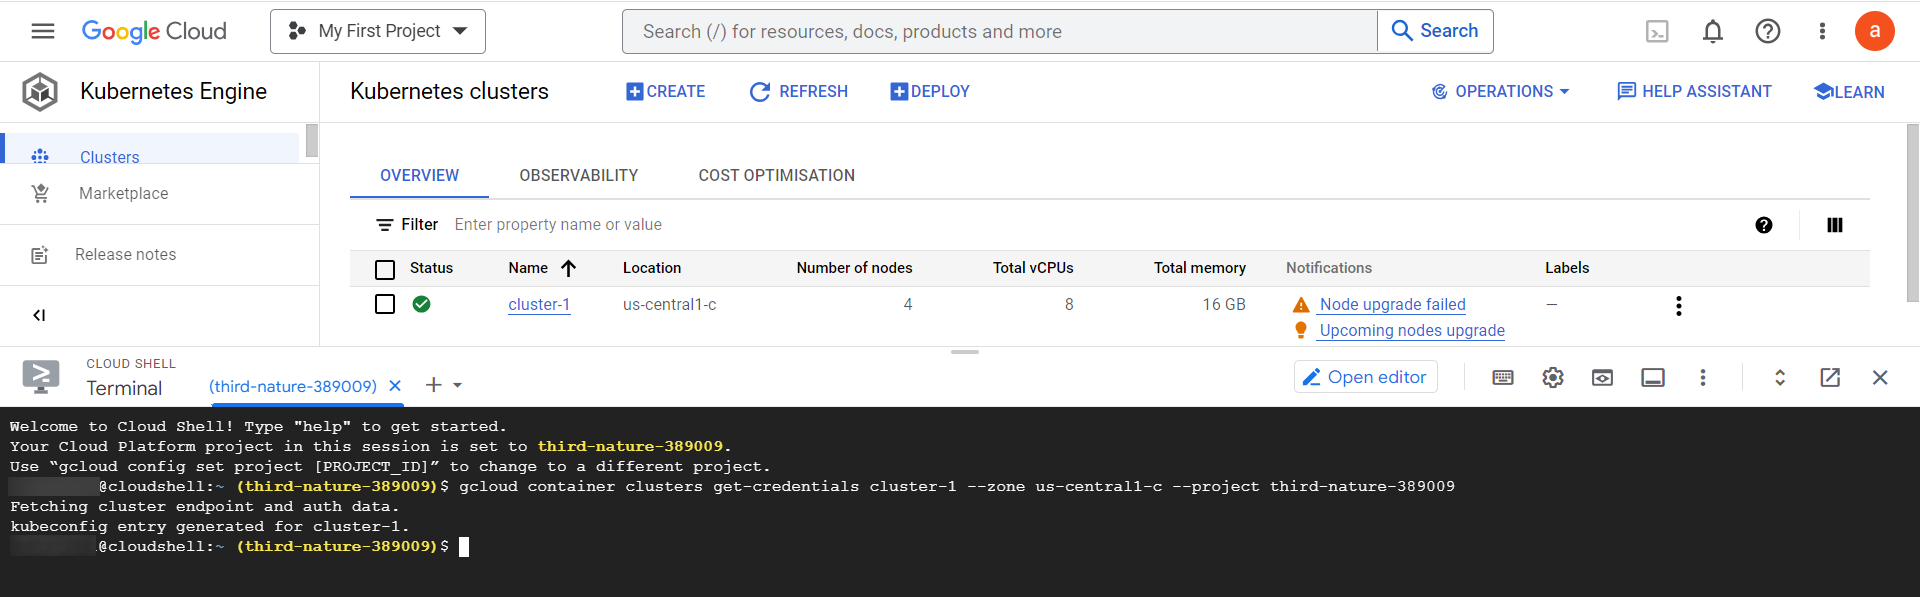 Google Cloud
My First Project
Search (/) for resources, docs, products and more
Search
a
Kubernetes Engine
Kubernetes clusters
CREATE
REFRESH
DEPLOY
OPERATIONS
HELP ASSISTANT
LEARN
Clusters
Marketplace
Release notes
OVERVIEW
OBSERVABILITY
COST OPTIMISATION
Filter Enter property name or value
Status Name Location Number of nodes Total vCPUs Total memory Notifications Labels
cluster-1 us-central1-c 4 8 16 GB Node upgrade failed —
Upcoming nodes upgrade
CLOUD SHELL
Terminal
(third-nature-389009)
Open editor
Welcome to Cloud Shell! Type "help" to get started.
Your Cloud Platform project in this session is set to third-nature-389009.
Use “gcloud config set project [PROJECT_ID]” to change to a different project.
@cloudshell:~ (third-nature-389009)$ gcloud container clusters get-credentials cluster-1 --zone us-central1-c --project third-nature-389009
Fetching cluster endpoint and auth data.
kubeconfig entry generated for cluster-1.
@cloudshell:~ (third-nature-389009)$